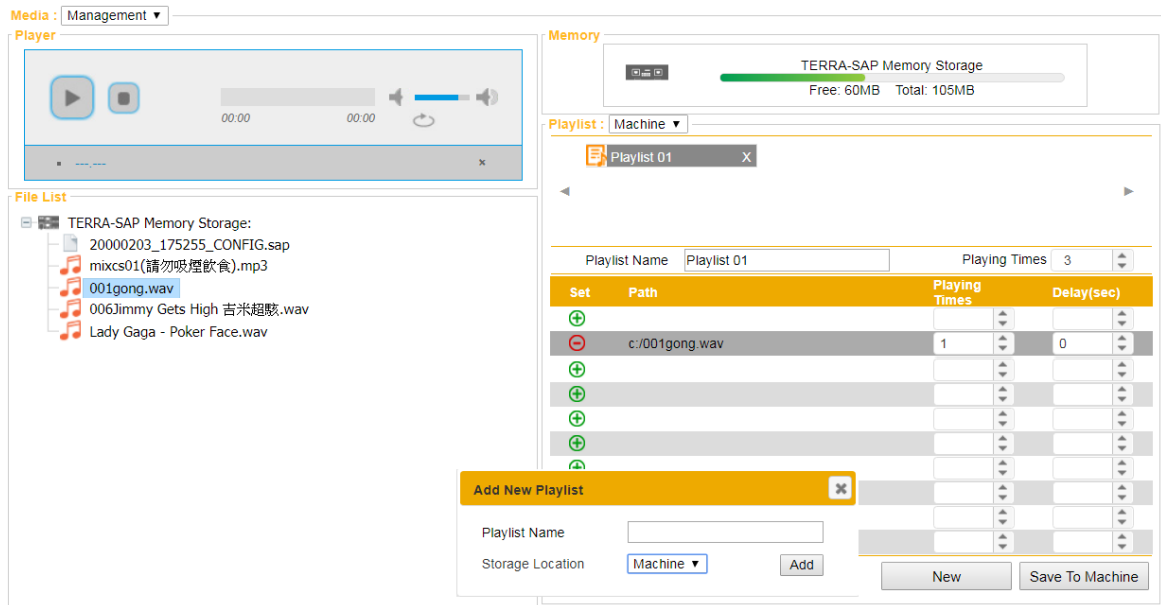 Media : Management ▼
Player
00:00 00:00
---.---
×
File List
TERRA-SAP Memory Storage:
20000203_175255_CONFIG.sap
mixcs01(請勿吸煙飲食).mp3
001gong.wav
006Jimmy Gets High 吉米超駭.wav
Lady Gaga - Poker Face.wav
Memory
TERRA-SAP Memory Storage
Free: 60MB Total: 105MB
Playlist : Machine ▼
Playlist 01 X
Playlist Name Playlist 01 Playing Times 3
Set Path Playing Times Delay(sec)
c:/001gong.wav 1 0
Add New Playlist
Playlist Name
Storage Location Machine ▼ Add
New Save To Machine